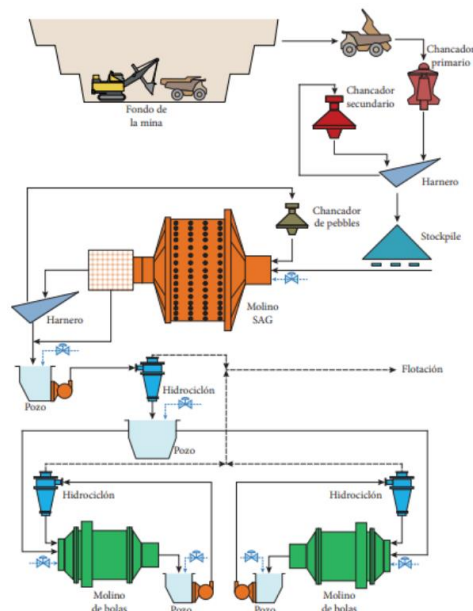 Fondo de
la mina
Chancador
primario
Chancador
secundario
Harnero
Chancador
de pebbles
Stockpile
Molino
SAG
Harnero
Pozo
Hidrociclón
Flotación
Pozo
Hidrociclón
Hidrociclón
Molino
de bolas
Pozo
Pozo
Molino
de bolas